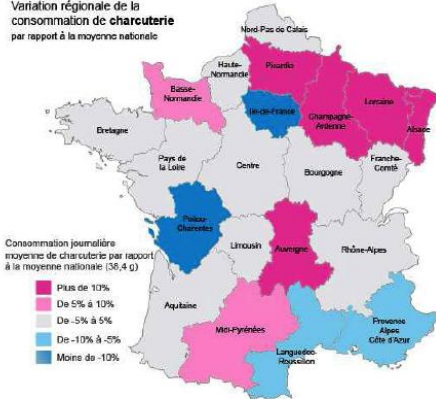 Variation régionale de la
consommation de charcuterie
par rapport à la moyenne nationale
Nord-Pas de Calais
Haute-
Normandie
Picardie
Basse-
Normandie
Ile-de-France
Champagne-
Ardenne
Lorraine
Alsace
Bretagne
Pays de
la Loire
Centre
Bourgogne
Franche-
Comté
Poitou-
Charentes
Limousin
Auvergne
Rhône-Alpes
Aquitaine
Midi-Pyrénées
Languedoc-
Roussillon
Provence
Alpes
Côte d'Azur
Consommation journalière
moyenne de charcuterie par rapport
à la moyenne nationale (38,4 g)
Plus de 10%
De 5% à 10%
De -5% à 5%
De -10% à -5%
Moins de -10%